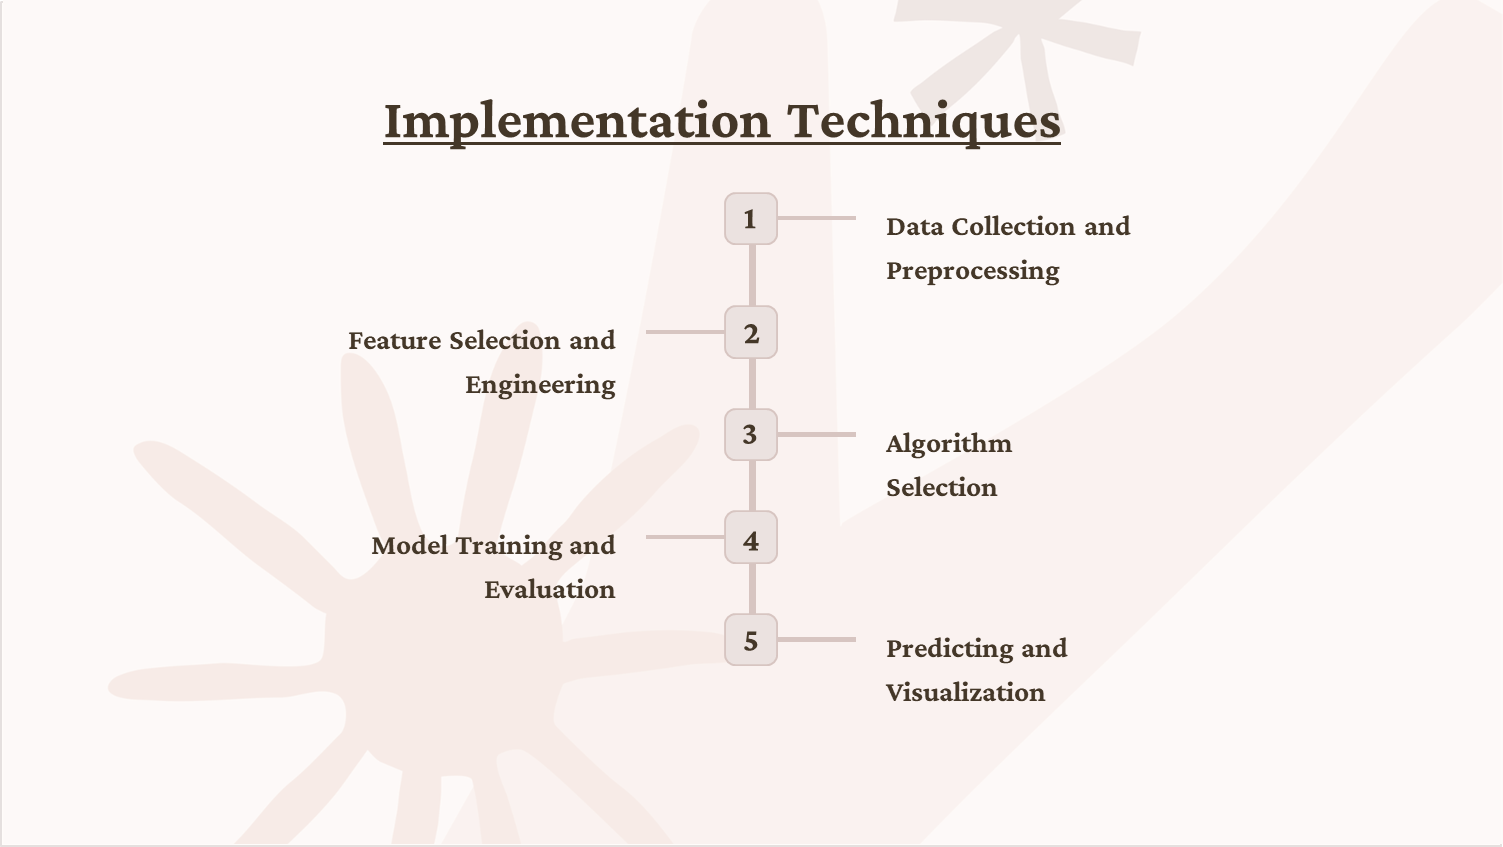 Implementation Techniques
1
Data Collection and
Preprocessing
2
Feature Selection and
Engineering
3
Algorithm
Selection
4
Model Training and
Evaluation
5
Predicting and
Visualization